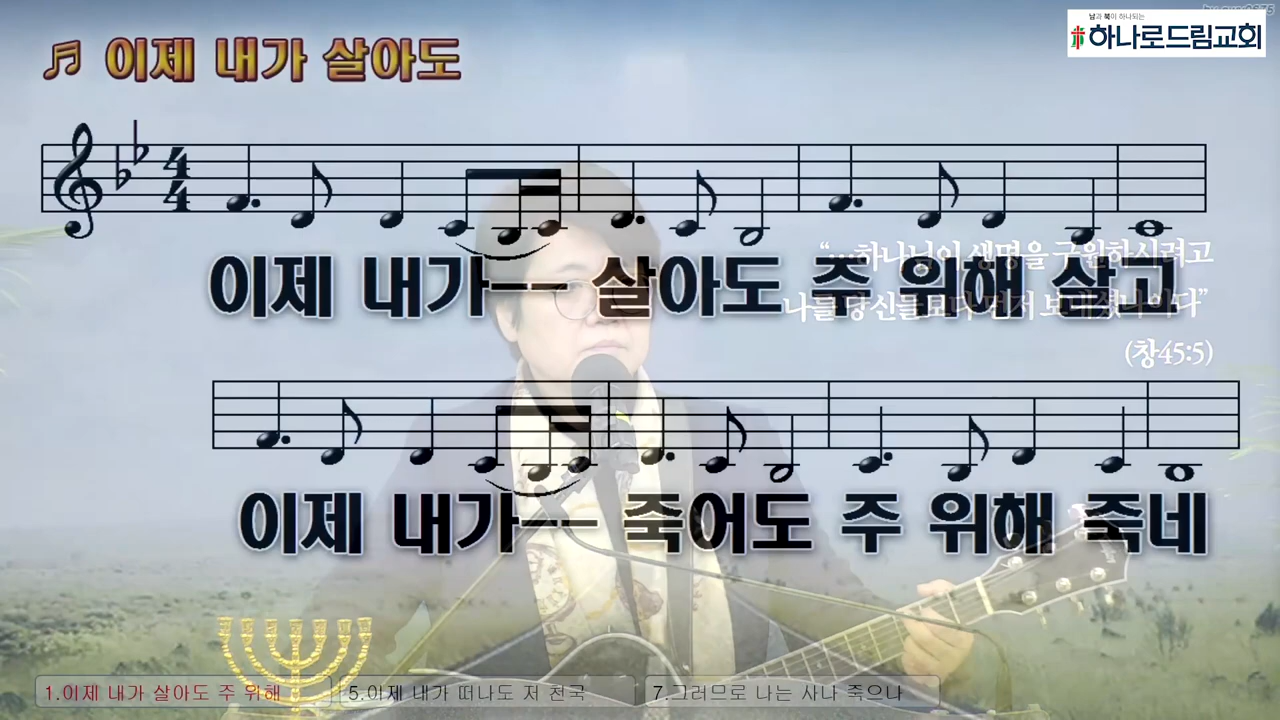 남과 북이 하나되는
하나로드림교회
이제 내가 살아도
4
4
이제 내가 살아도 주 위해 살고
“…하나님이 생명을 구원하시려고
나를 당신들보다 먼저 보내셨나이다”
(창45:5)
이제 내가 죽어도 주 위해 죽네
1.이제 내가 살아도 주 위해
5.이제 내가 떠나도 저 천국
7.그러므로 나는 사나 죽으나